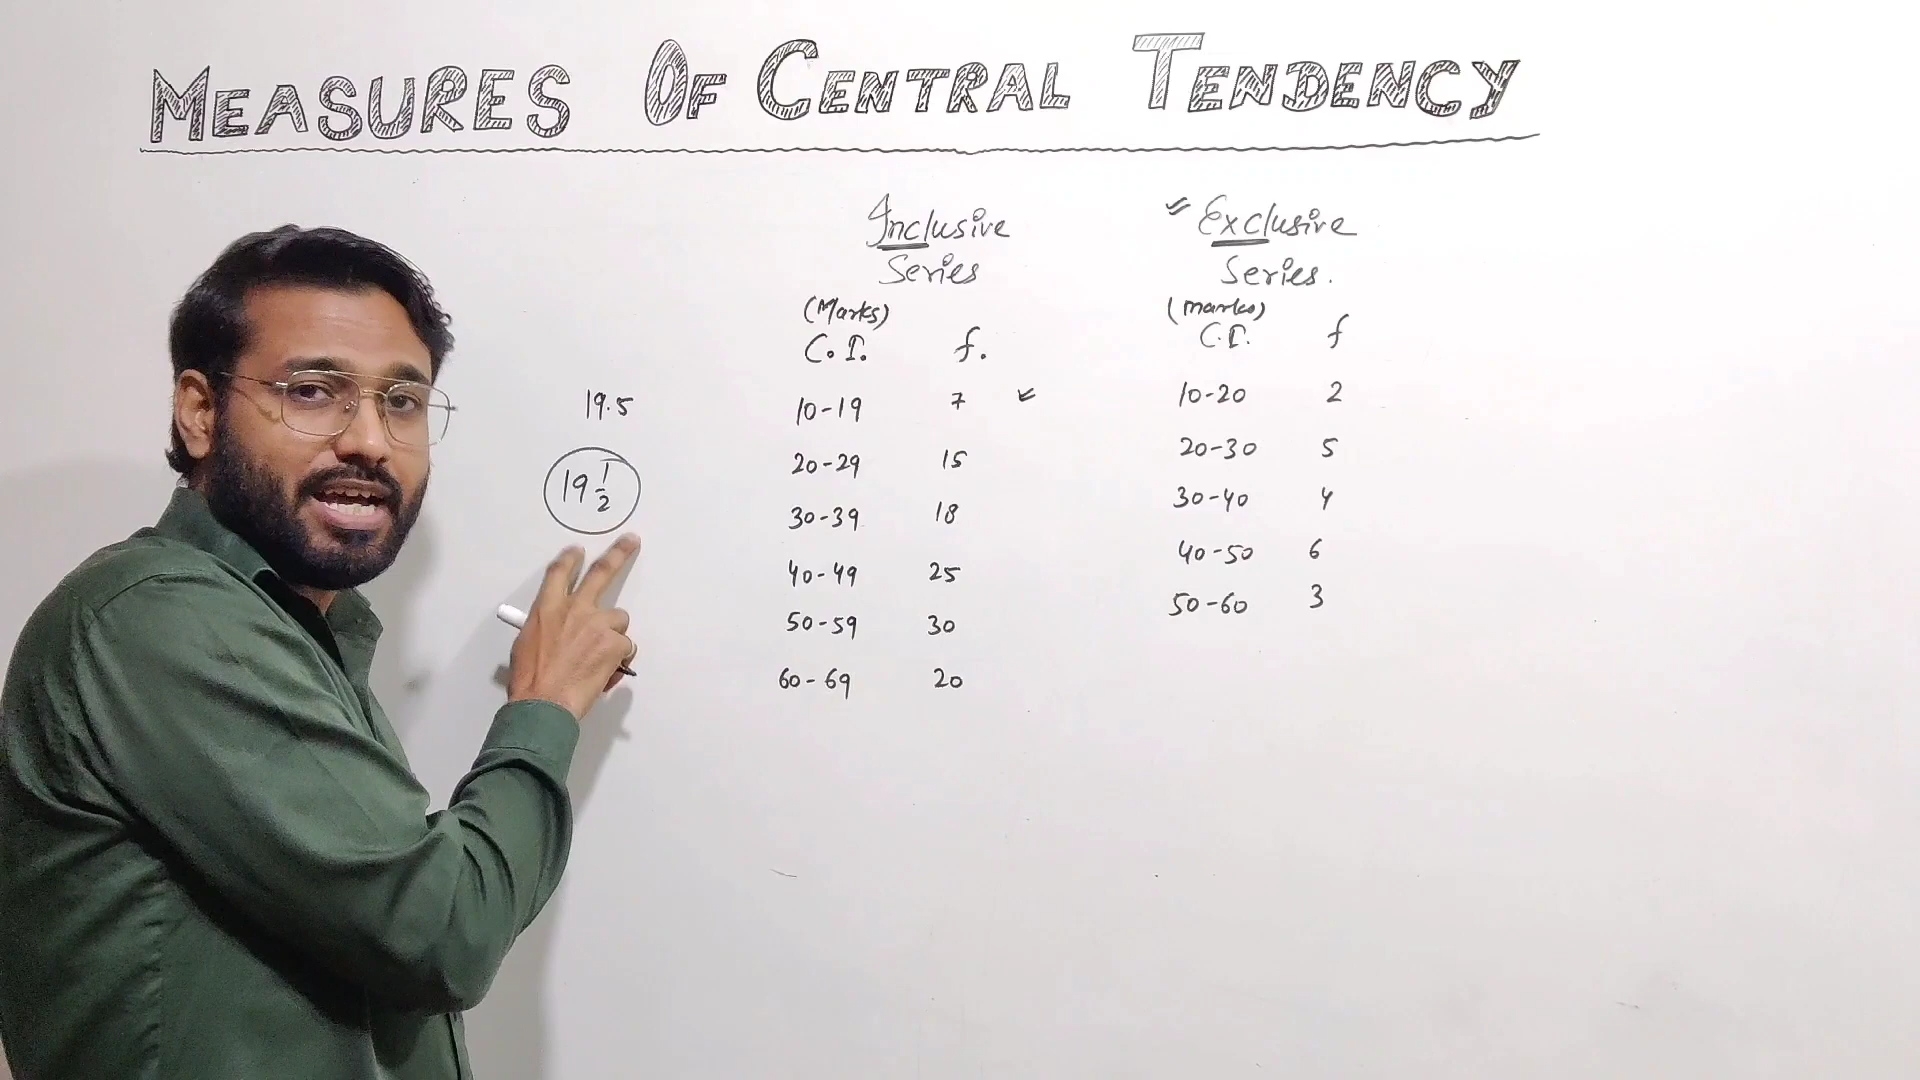 MEASURES OF CENTRAL TENDENCY
Inclusive
Series
(Marks)
C.I. f.
10-19 7
20-29 15
30-39 18
40-49 25
50-59 30
60-69 20
Exclusive
Series.
(marks)
C.I. f
10-20 2
20-30 5
30-40 4
40-50 6
50-60 3
19.5
19 1/2